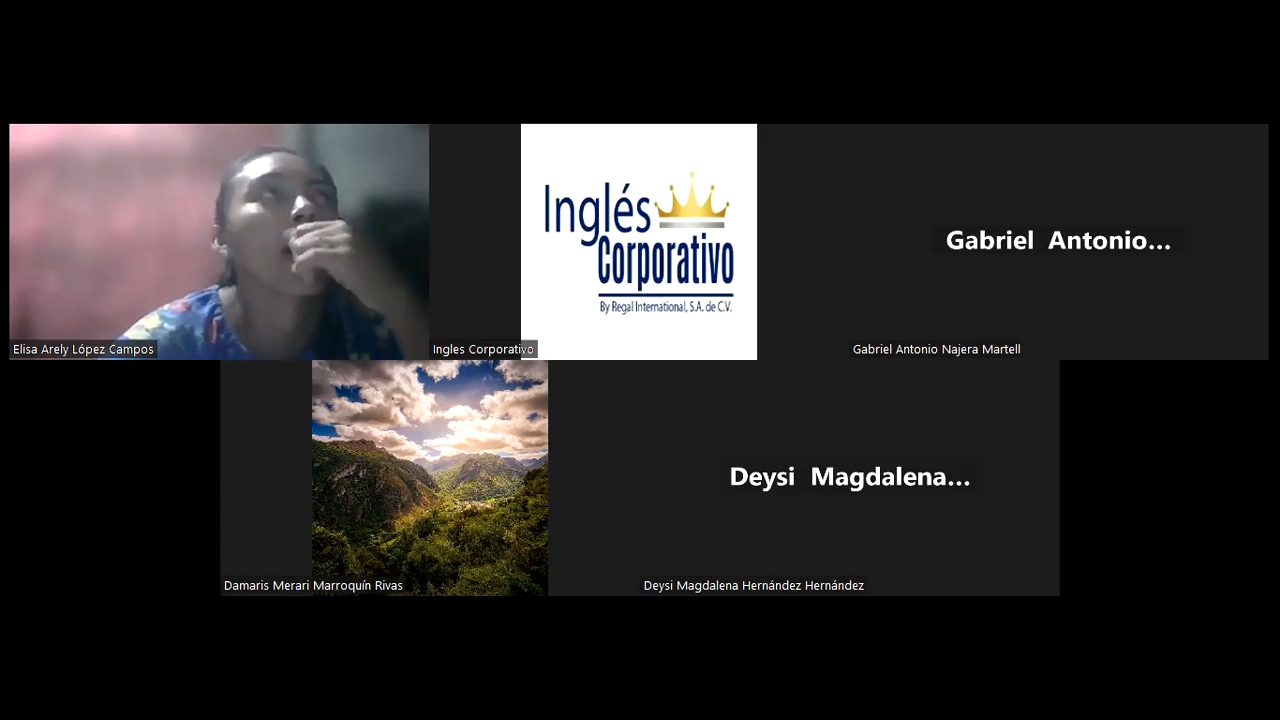 Inglés
Corporativo
By Regal International, S.A. de C.V.
Gabriel Antonio...
Elisa Arely López Campos
Ingles Corporativo
Gabriel Antonio Najera Martell
Deysi Magdalena...
Damaris Merari Marroquín Rivas
Deysi Magdalena Hernández Hernández